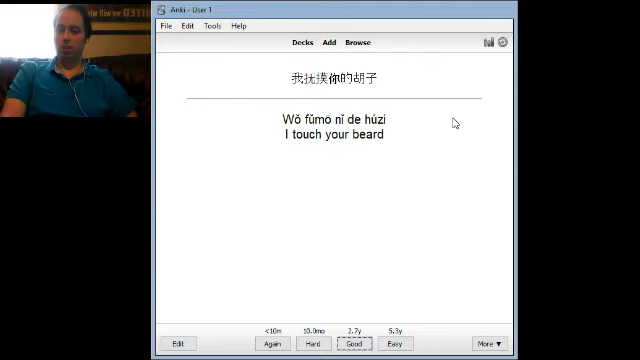 Anki - User 1
File Edit Tools Help
Decks Add Browse
我抚摸你的胡子
Wǒ fǔmō nǐ de húzi
I touch your beard
<10m 10.0mo 2.7y 5.3y
Edit Again Hard Good Easy More ▼